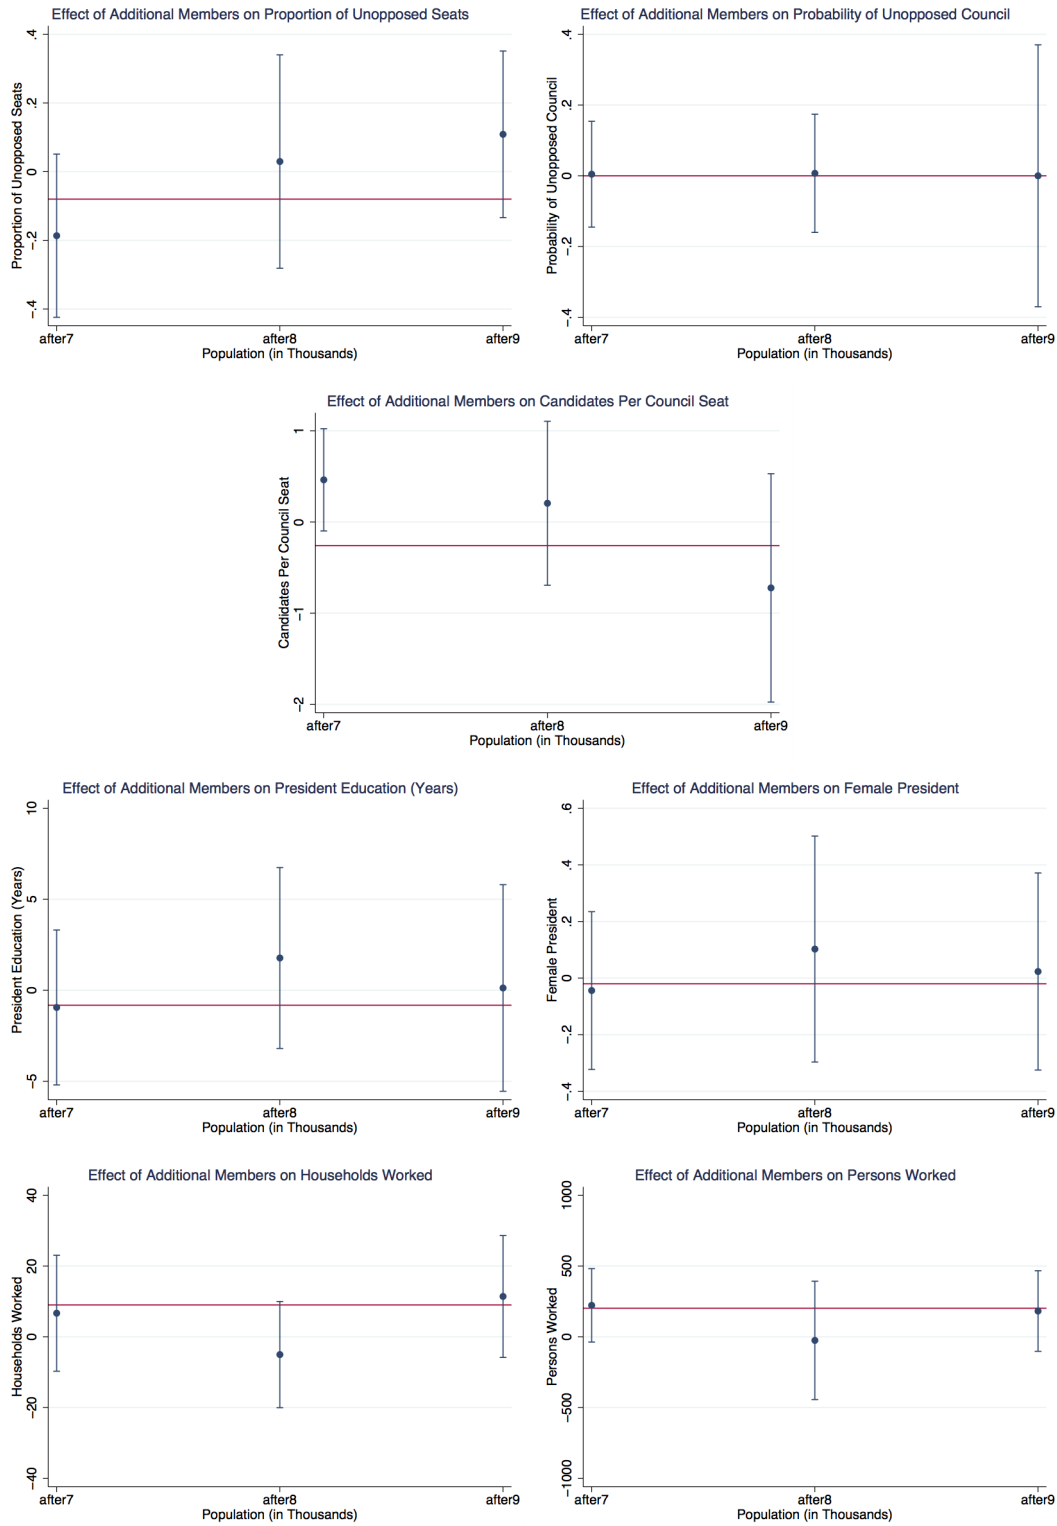 Effect of Additional Members on Proportion of Unopposed Seats
Proportion of Unopposed Seats
.4
.2
0
-.2
-.4
after7
after8
after9
Population (in Thousands)
Effect of Additional Members on Probability of Unopposed Council
Probability of Unopposed Council
.4
.2
0
-.2
-.4
after7
after8
after9
Population (in Thousands)
Effect of Additional Members on Candidates Per Council Seat
Candidates Per Council Seat
1
0
-1
-2
after7
after8
after9
Population (in Thousands)
Effect of Additional Members on President Education (Years)
President Education (Years)
10
5
0
-5
after7
after8
after9
Population (in Thousands)
Effect of Additional Members on Female President
Female President
.6
.4
.2
0
-.2
-.4
after7
after8
after9
Population (in Thousands)
Effect of Additional Members on Households Worked
Households Worked
40
20
0
-20
-40
after7
after8
after9
Population (in Thousands)
Effect of Additional Members on Persons Worked
Persons Worked
1000
500
0
-500
-1000
after7
after8
after9
Population (in Thousands)